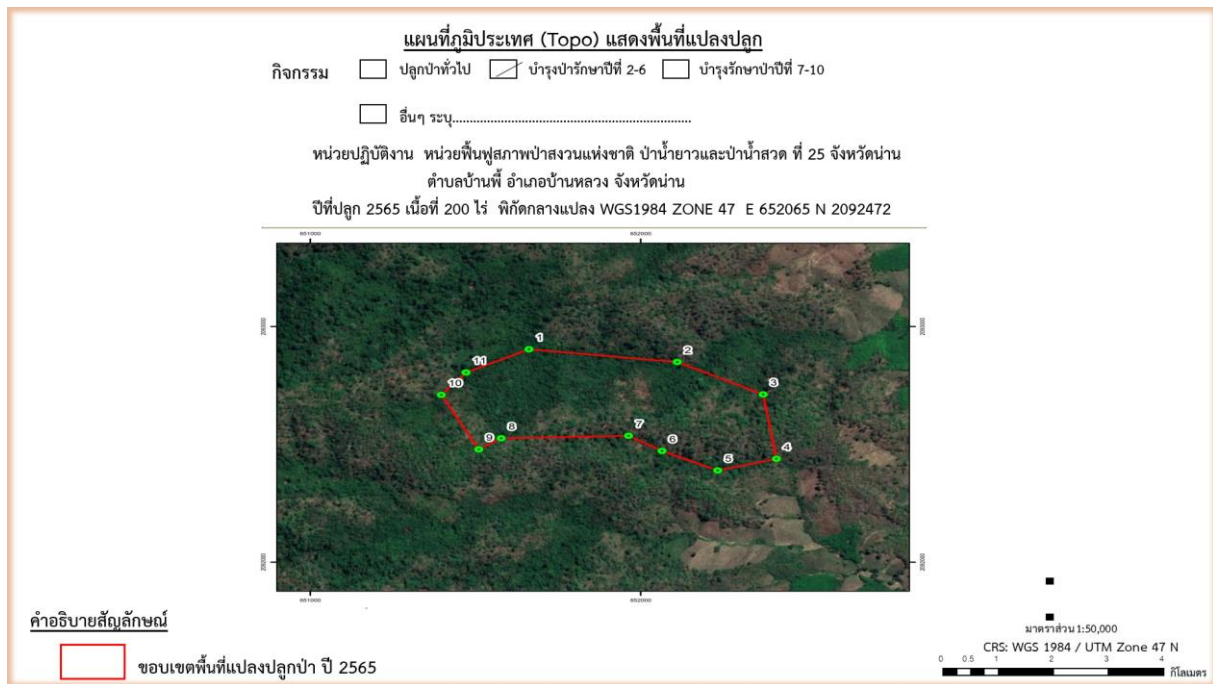 แผนที่ภูมิประเทศ (Topo) แสดงพื้นที่แปลงปลูก
กิจกรรม ปลูกป่าทั่วไป บำรุงป่ารักษาปีที่ 2-6 บำรุงรักษาป่าปีที่ 7-10
อื่นๆ ระบุ......................................................................
หน่วยปฏิบัติงาน หน่วยฟื้นฟูสภาพป่าสงวนแห่งชาติ ป่าน้ำยาวและป่าน้ำสวด ที่ 25 จังหวัดน่าน
ตำบลบ้านพี้ อำเภอบ้านหลวง จังหวัดน่าน
ปีที่ปลูก 2565 เนื้อที่ 200 ไร่ พิกัดกลางแปลง WGS1984 ZONE 47 E 652065 N 2092472
651000 652000
2093000 2093000
1
2
11
3
10
7
8
9
6
4
5
2092000 2092000
651000 652000
คำอธิบายสัญลักษณ์
ขอบเขตพื้นที่แปลงปลูกป่า ปี 2565
มาตราส่วน 1:50,000
CRS: WGS 1984 / UTM Zone 47 N
0 0.5 1 2 3 4
กิโลเมตร